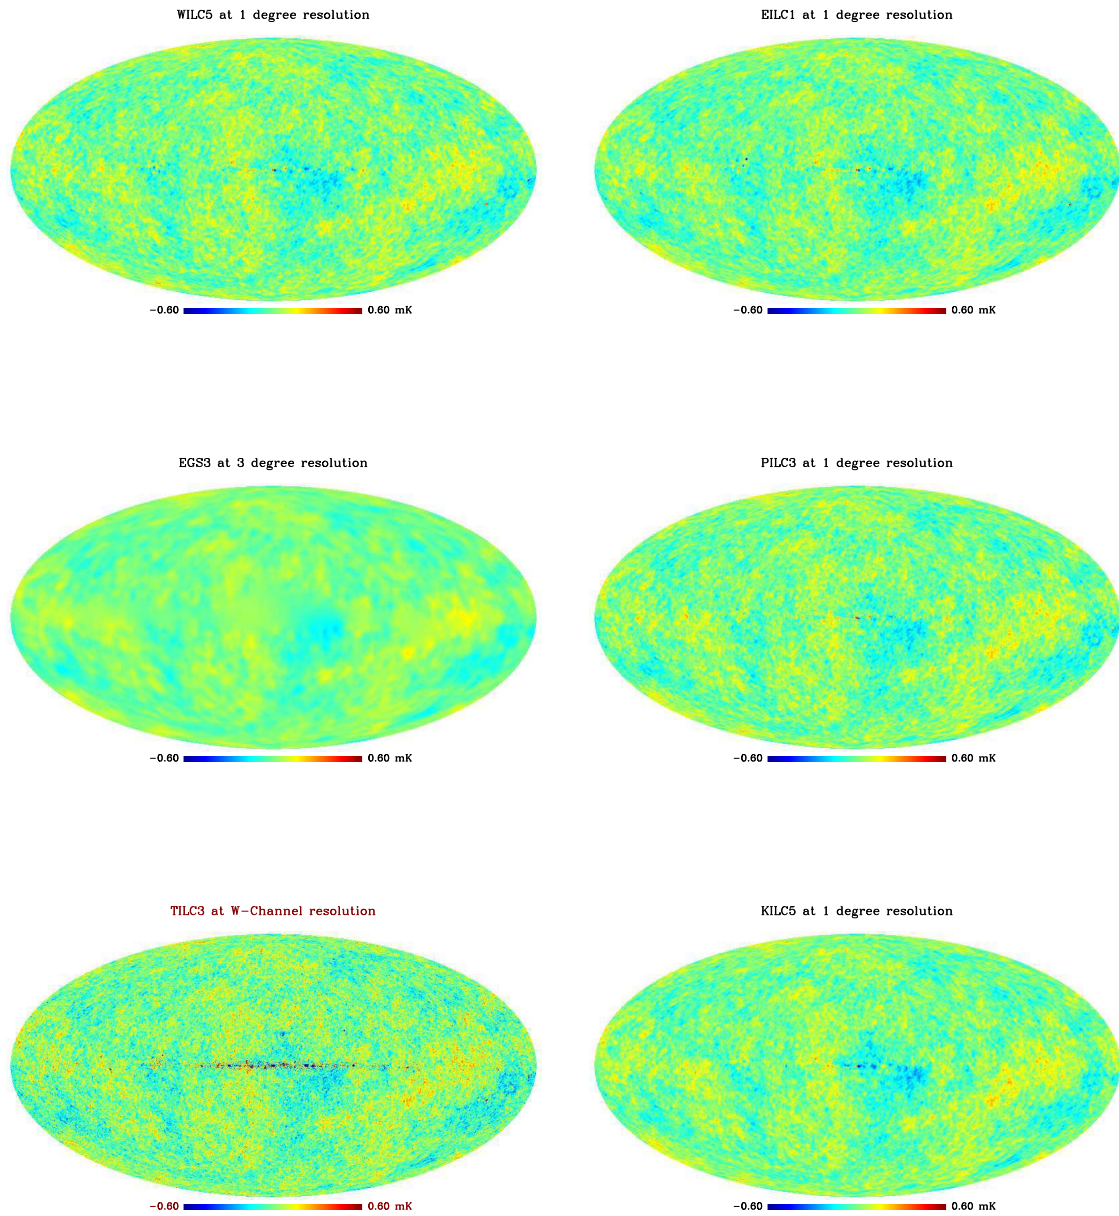 WILC5 at 1 degree resolution
EILC1 at 1 degree resolution
−0.60 0.60 mK
−0.60 0.60 mK
EGS3 at 3 degree resolution
PILC3 at 1 degree resolution
−0.60 0.60 mK
−0.60 0.60 mK
TILC3 at W−Channel resolution
KILC5 at 1 degree resolution
−0.60 0.60 mK
−0.60 0.60 mK